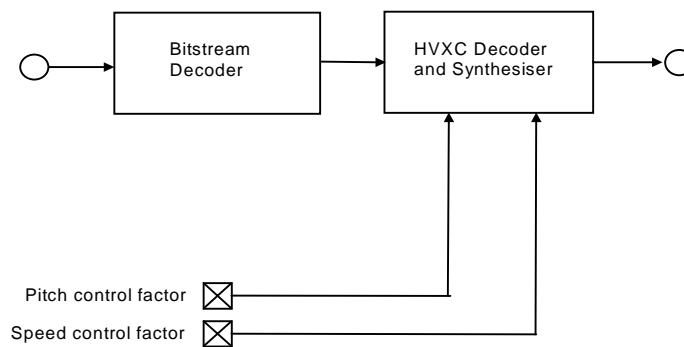 Bitstream
Decoder
HVXC Decoder
and Synthesiser
Pitch control factor
Speed control factor